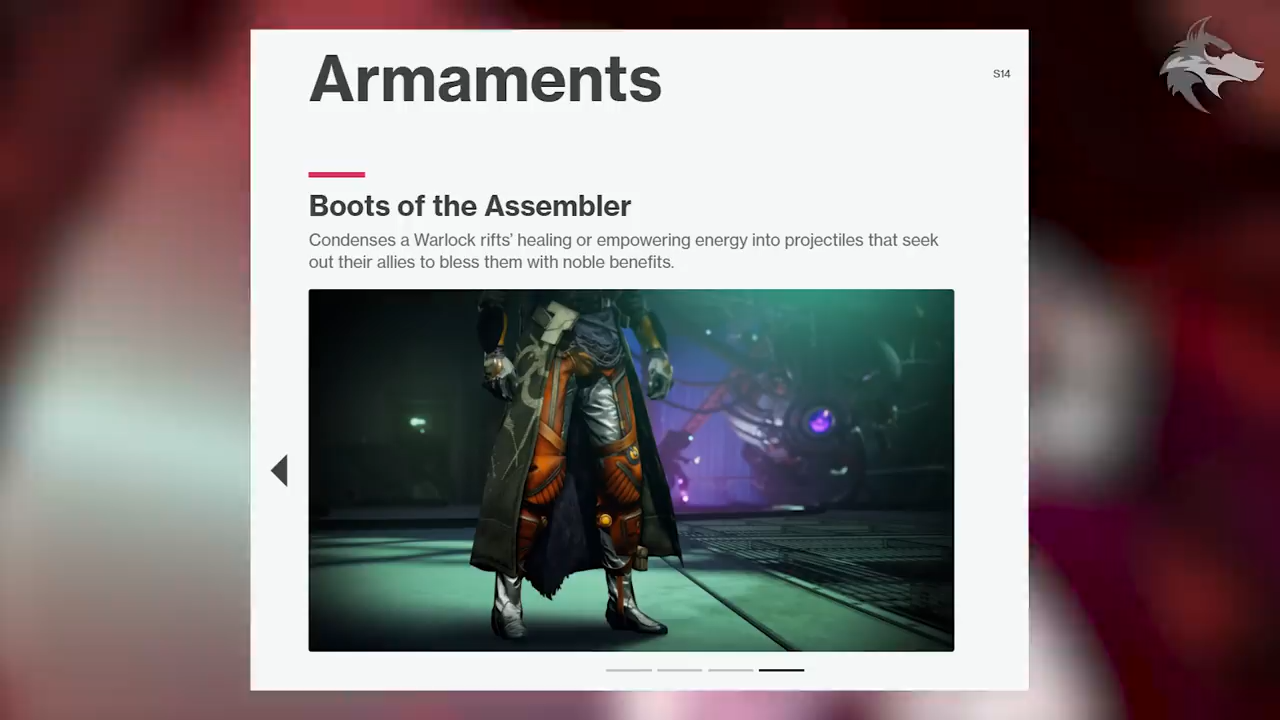 Armaments
S14
Boots of the Assembler
Condenses a Warlock rifts' healing or empowering energy into projectiles that seek
out their allies to bless them with noble benefits.